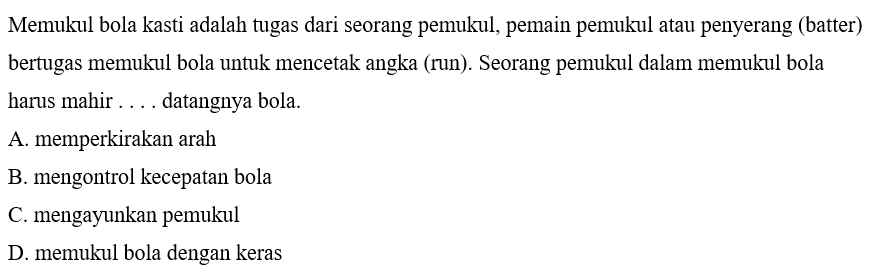 Memukul bola kasti adalah tugas dari seorang pemukul, pemain pemukul atau penyerang (batter)
bertugas memukul bola untuk mencetak angka (run). Seorang pemukul dalam memukul bola
harus mahir . . . . datangnya bola.
A. memperkirakan arah
B. mengontrol kecepatan bola
C. mengayunkan pemukul
D. memukul bola dengan keras